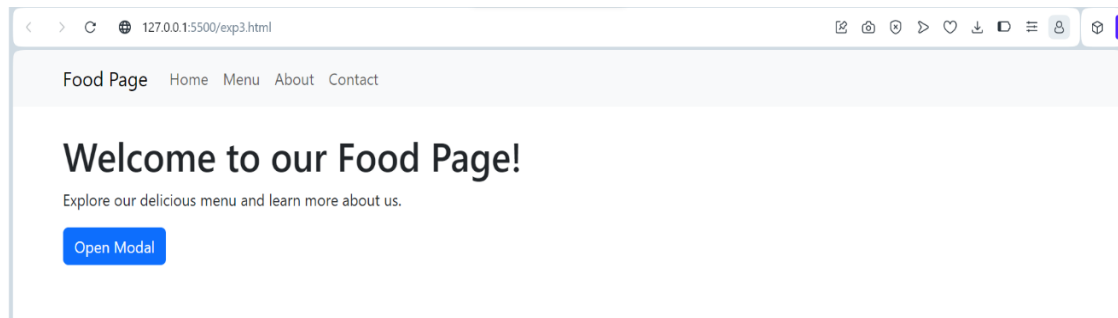 127.0.0.1:5500/exp3.html
Food Page Home Menu About Contact
Welcome to our Food Page!
Explore our delicious menu and learn more about us.
Open Modal